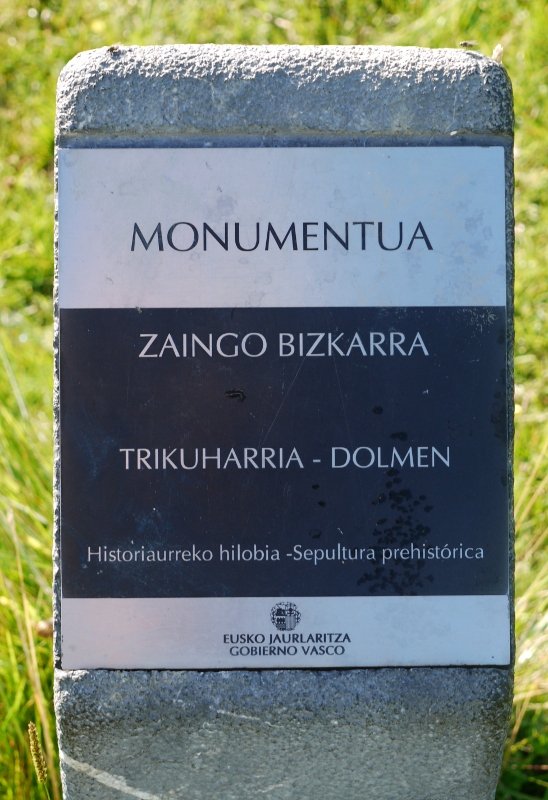 MONUMENTUA
ZAINGO BIZKARRA
TRIKUHARRIA - DOLMEN
Historiaurreko hilobia -Sepultura prehistórica
EUSKO JAURLARITZA
GOBIERNO VASCO